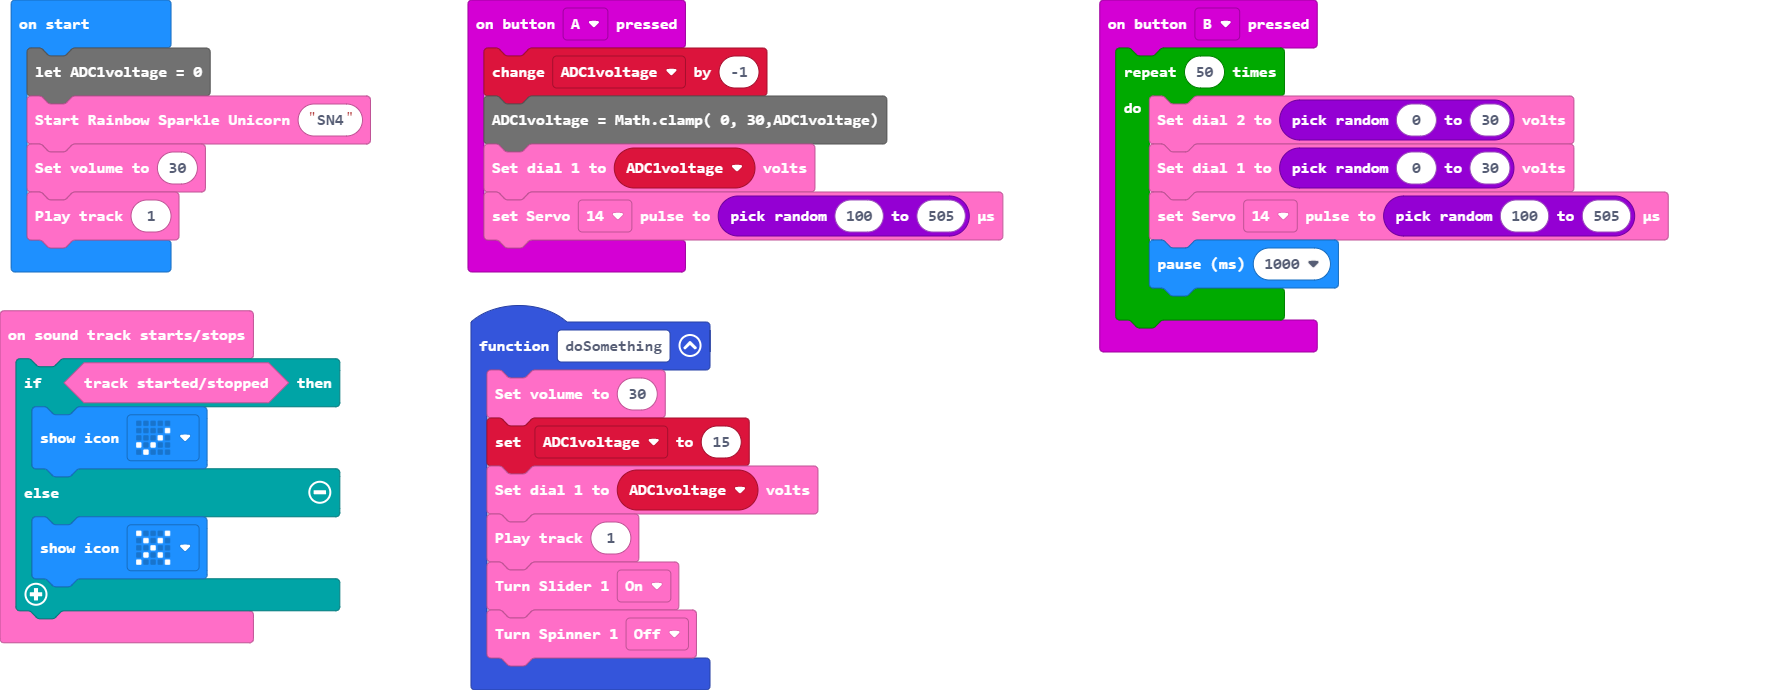 on start
let ADC1voltage = 0
Start Rainbow Sparkle Unicorn "SN4"
Set volume to 30
Play track 1
on button A pressed
change ADC1voltage by -1
ADC1voltage = Math.clamp( 0, 30,ADC1voltage)
Set dial 1 to ADC1voltage volts
set Servo 14 pulse to pick random 100 to 505 µs
on button B pressed
repeat 50 times
do
Set dial 2 to pick random 0 to 30 volts
Set dial 1 to pick random 0 to 30 volts
set Servo 14 pulse to pick random 100 to 505 µs
pause (ms) 1000
on sound track starts/stops
if track started/stopped then
show icon
else
show icon
function doSomething
Set volume to 30
set ADC1voltage to 15
Set dial 1 to ADC1voltage volts
Play track 1
Turn Slider 1 On
Turn Spinner 1 Off